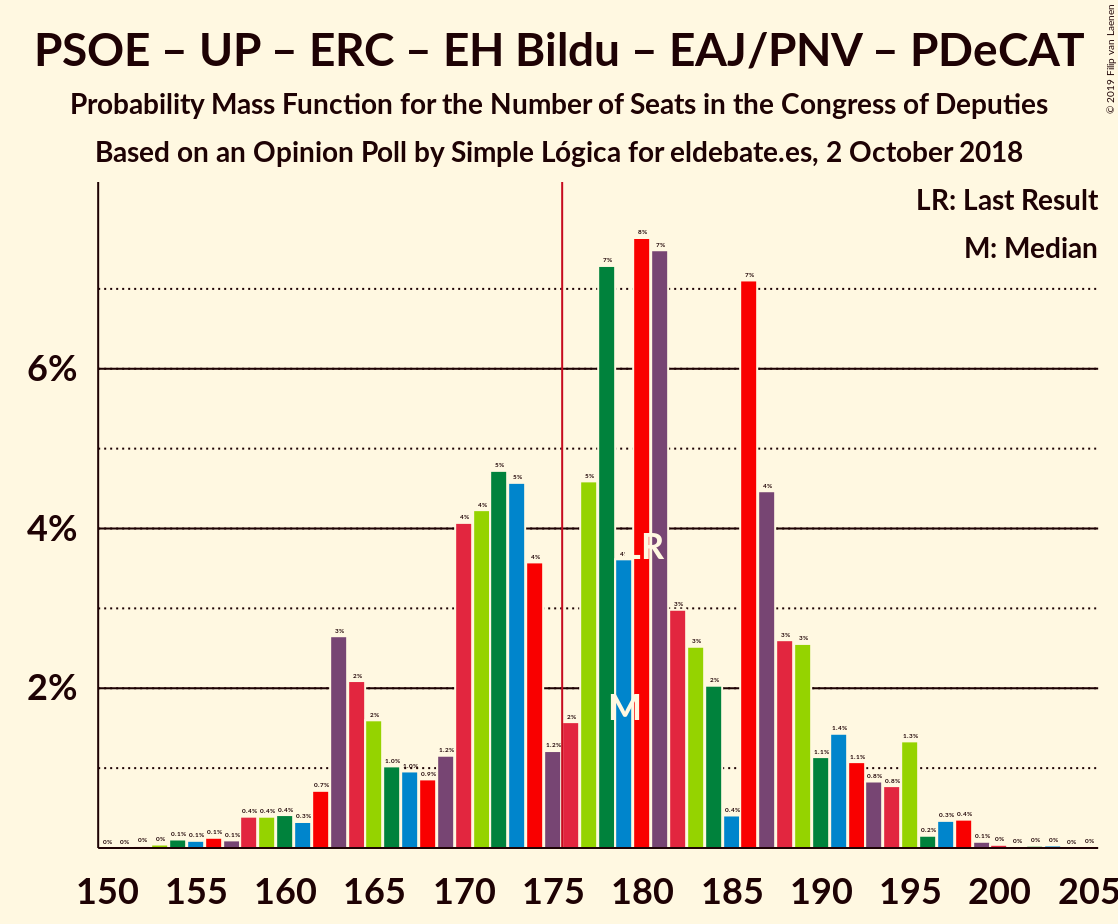 PSOE – UP – ERC – EH Bildu – EAJ/PNV – PDeCAT
Probability Mass Function for the Number of Seats in the Congress of Deputies
Based on an Opinion Poll by Simple Lógica for eldebate.es, 2 October 2018
© 2019 Filip van Laenen
LR: Last Result
M: Median
6%
4%
2%
0% 0% 0% 0% 0.1% 0.1% 0.1% 0.1% 0.4% 0.4% 0.4% 0.3% 0.7% 3% 2% 2% 1.0% 1.0% 0.9% 1.2% 4% 4% 5% 5% 4% 1.2% 2% 5% 7% 8% 7% 3% 3% 2% 0.4% 7% 4% 3% 3% 1.1% 1.4% 1.1% 0.8% 0.8% 1.3% 0.2% 0.3% 0.4% 0.1% 0% 0% 0% 0% 0% 0%
LR
M
150 155 160 165 170 175 180 185 190 195 200 205